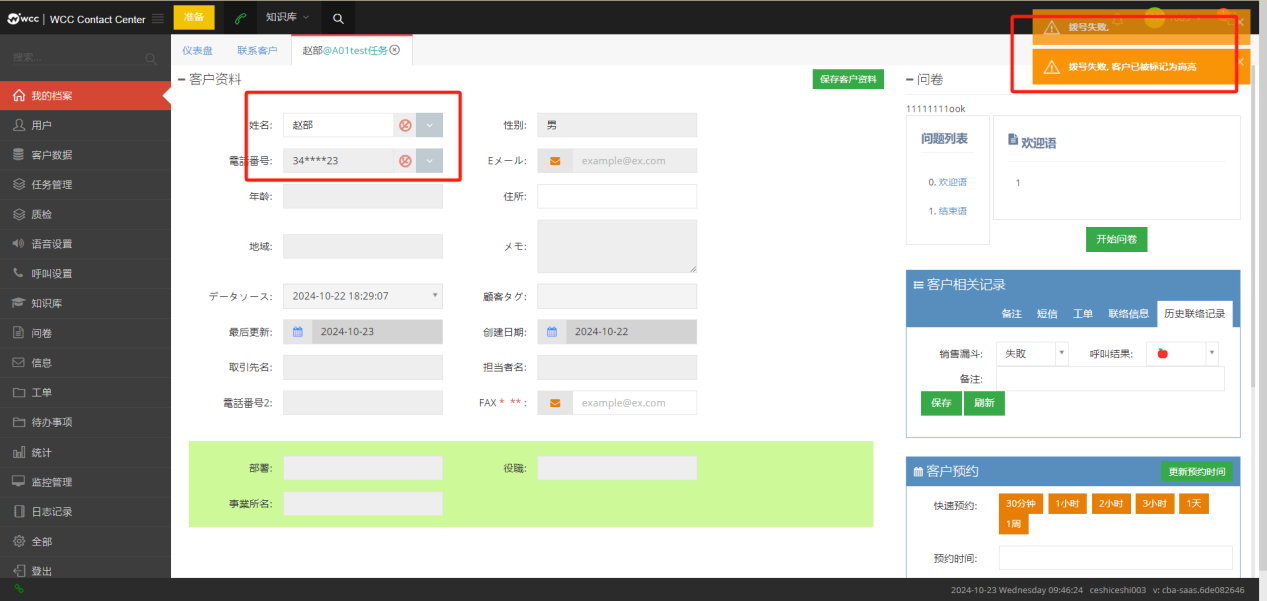 wcc | WCC Contact Center
准备
知识库
搜索...
仪表盘
联系客户
赵部@A01test任务
拨号失败,
拨号失败, 客户已被标记为高亮
我的档案
用户
客户数据
任务管理
质检
语音设置
呼叫设置
知识库
问卷
信息
工单
待办事项
统计
监控管理
日志记录
全部
登出
客户资料
保存客户资料
姓名:
赵部
性别:
男
電話番号:
34****23
Eメール:
example@ex.com
年齢:
住所:
地域:
メモ:
データソース:
2024-10-22 18:29:07
顧客タグ:
最后更新:
2024-10-23
创建日期:
2024-10-22
取引先名:
担当者名:
電話番号2:
FAX * ** :
example@ex.com
部署:
役職:
事業所名:
问卷
11111111ook
问题列表
0. 欢迎语
1. 结束语
欢迎语
1
开始问卷
客户相关记录
备注
短信
工单
联络信息
历史联络记录
销售漏斗:
失败
呼叫结果:
备注:
保存
刷新
客户预约
更新预约时间
快速预约:
30分钟
1小时
2小时
3小时
1天
1周
预约时间:
2024-10-23 Wednesday 09:46:24 ceshiceshi003 v: cba-saas.6de082646